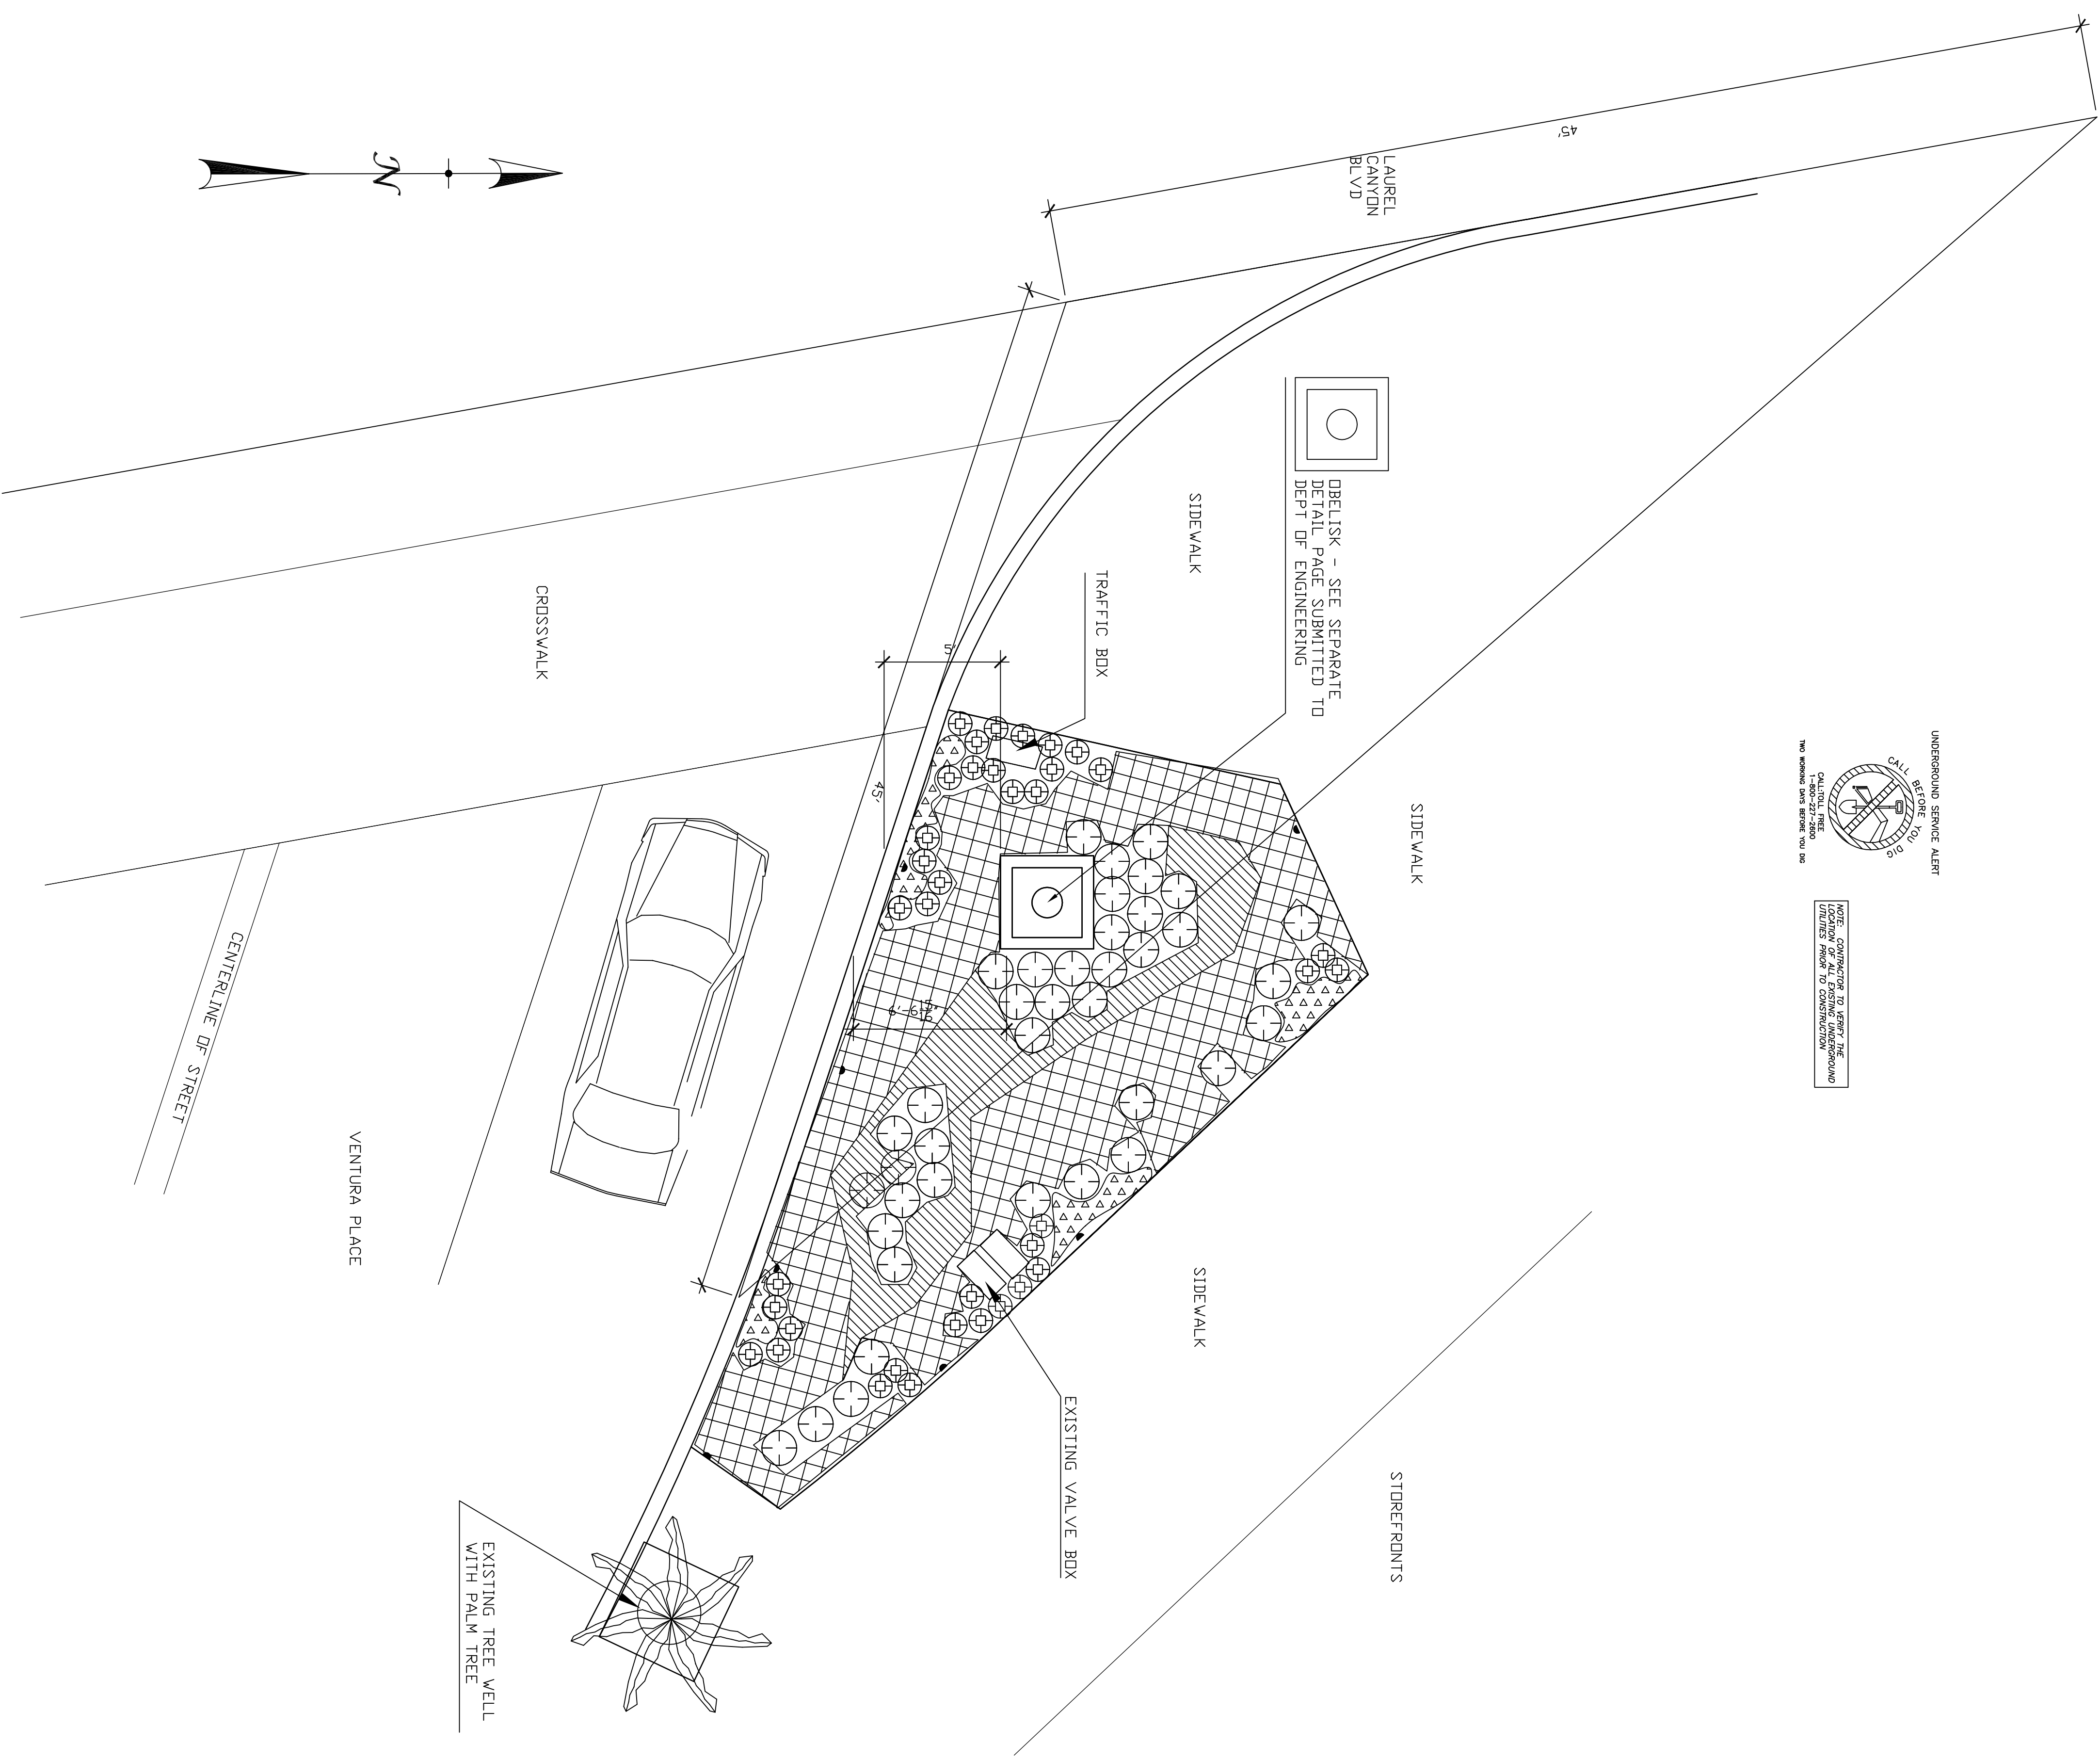 UNDERGROUND SERVICE ALERT
CALL BEFORE YOU DIG
CALL: TOLL FREE
1-800-227-2600
TWO WORKING DAYS BEFORE YOU DIG
NOTE: CONTRACTOR TO VERIFY THE
LOCATION OF ALL EXISTING UNDERGROUND
UTILITIES PRIOR TO CONSTRUCTION
45'
LAUREL
CANYON
BLVD
SIDEWALK
STOREFRONTS
OBELISK - SEE SEPARATE
DETAIL PAGE SUBMITTED TO
DEPT OF ENGINEERING
SIDEWALK
SIDEWALK
TRAFFIC BOX
EXISTING VALVE BOX
5'
45'
N
CROSSWALK
EXISTING TREE WELL
WITH PALM TREE
VENTURA PLACE
CENTERLINE OF STREET